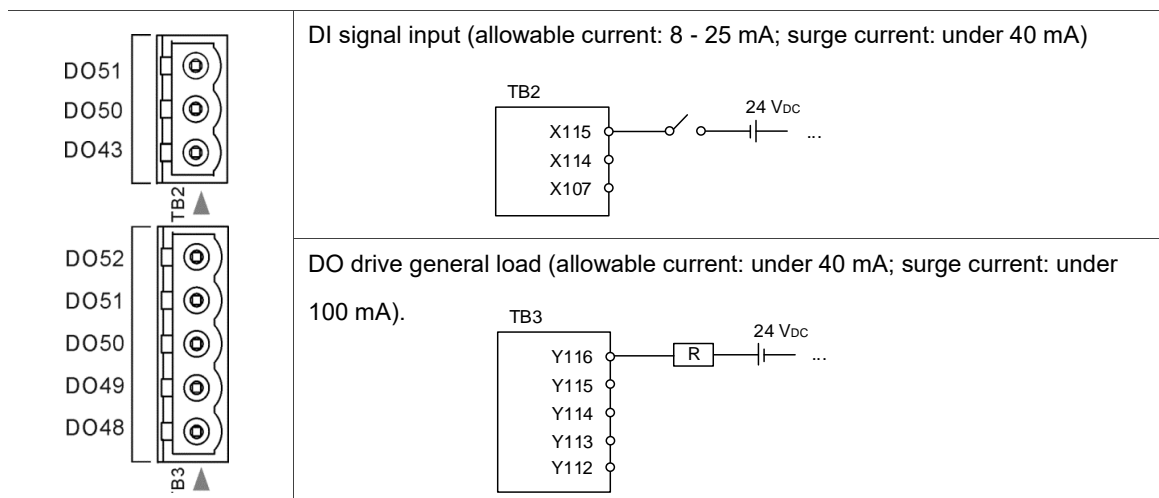 DO51
DO50
DO43
TB2
DO52
DO51
DO50
DO49
DO48
B3
DI signal input (allowable current: 8 - 25 mA; surge current: under 40 mA)
TB2
24 VDC
X115
...
X114
X107
DO drive general load (allowable current: under 40 mA; surge current: under
100 mA).
TB3
24 VDC
Y116
R
...
Y115
Y114
Y113
Y112